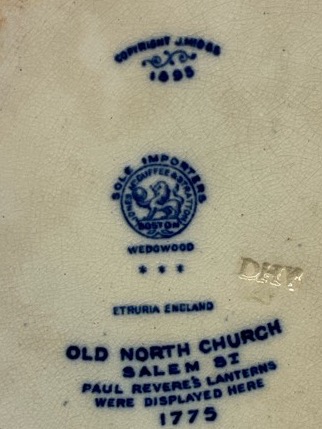 COPYRIGHT J.MIGGS
1895
SOLE IMPORTERS
JONES McDUFFEE & STRATTON
BOSTON
WEDGWOOD
* * *
ETRURIA ENGLAND
OLD NORTH CHURCH
SALEM ST
PAUL REVERE'S LANTERNS
WERE DISPLAYED HERE
1775